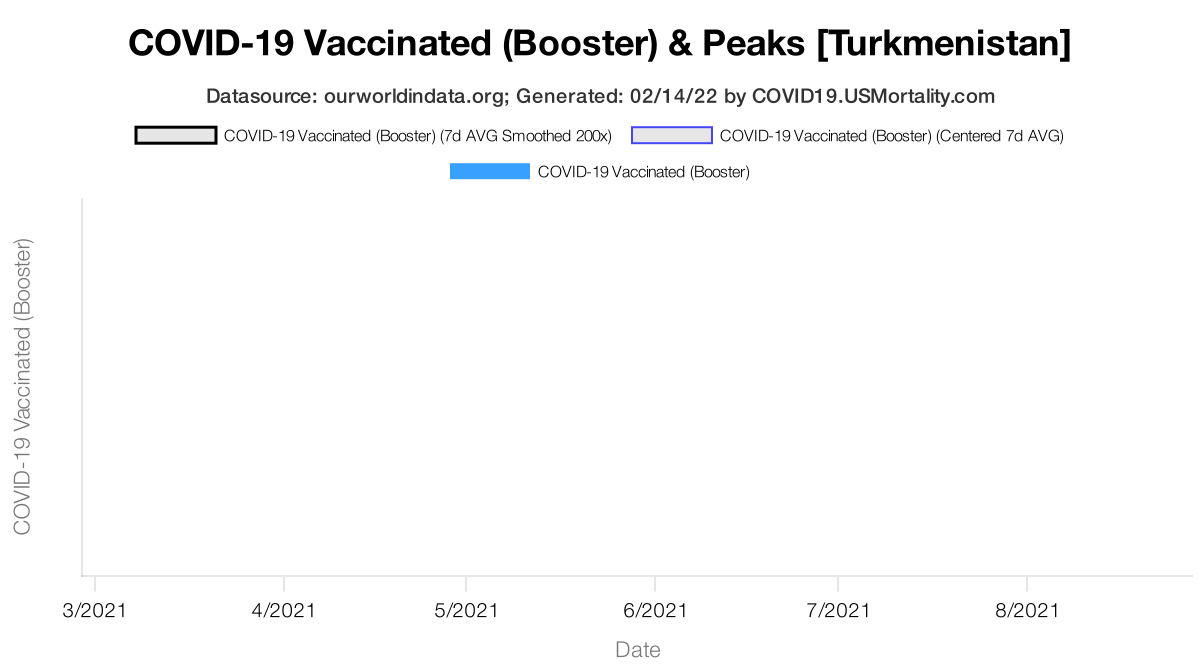 COVID-19 Vaccinated (Booster) & Peaks [Turkmenistan]
Datasource: ourworldindata.org; Generated: 02/14/22 by COVID19.USMortality.com
COVID-19 Vaccinated (Booster) (7d AVG Smoothed 200x) COVID-19 Vaccinated (Booster) (Centered 7d AVG)
COVID-19 Vaccinated (Booster)
COVID-19 Vaccinated (Booster)
3/2021 4/2021 5/2021 6/2021 7/2021 8/2021
Date